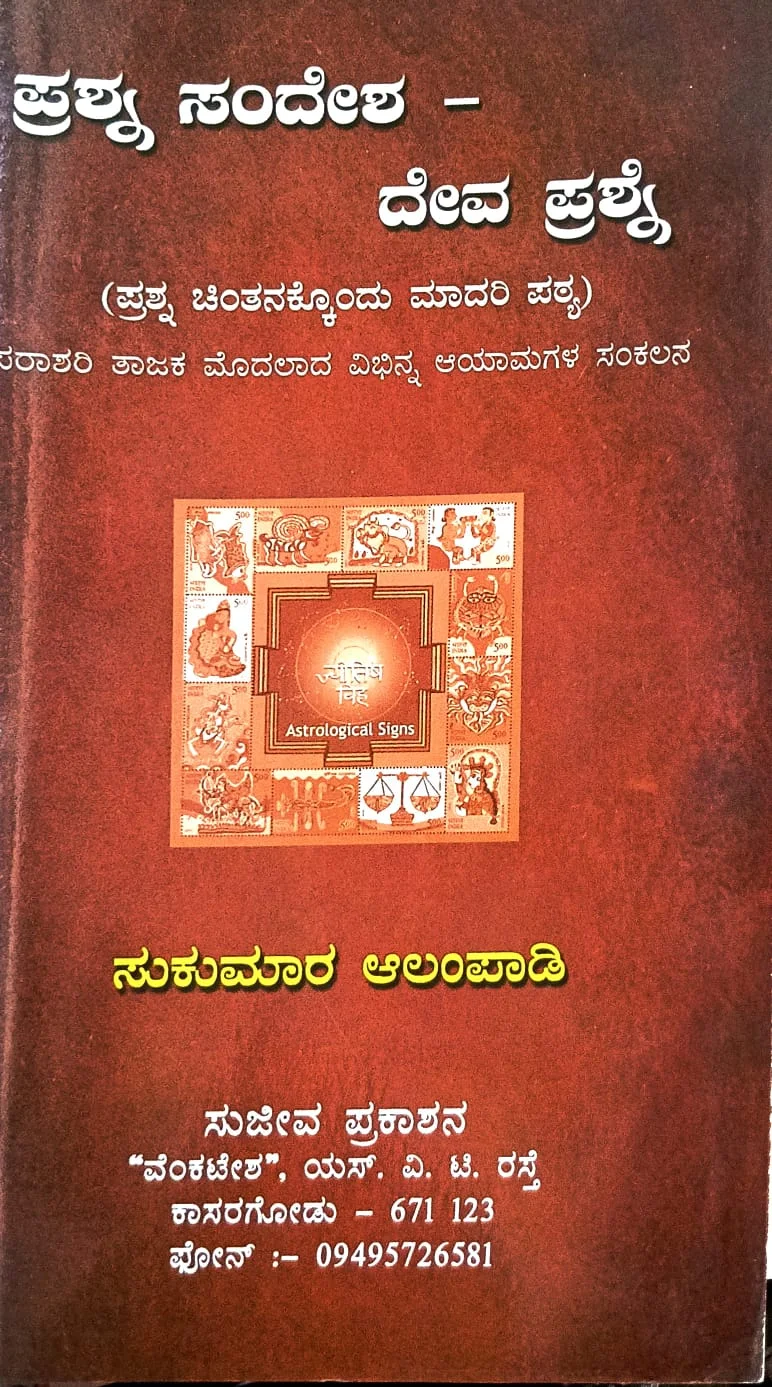 ಪ್ರಶ್ನ ಸಂದೇಶ -
ದೇವ ಪ್ರಶ್ನೆ
(ಪ್ರಶ್ನ ಚಿಂತನಕ್ಕೊಂದು ಮಾದರಿ ಪಠ್ಯ)
ಪರಾಶರಿ ತಾಜಕ ಮೊದಲಾದ ವಿಭಿನ್ನ ಆಯಾಮಗಳ ಸಂಕಲನ
ज्योतिष
चिह्न
Astrological Signs
ಸುಕುಮಾರ ಆಲಂಪಾಡಿ
ಸುಜೀವ ಪ್ರಕಾಶನ
“ವೆಂಕಟೇಶ”, ಯಸ್. ವಿ. ಟಿ. ರಸ್ತೆ
ಕಾಸರಗೋಡು – 671 123
ಫೋನ್ :– 09495726581